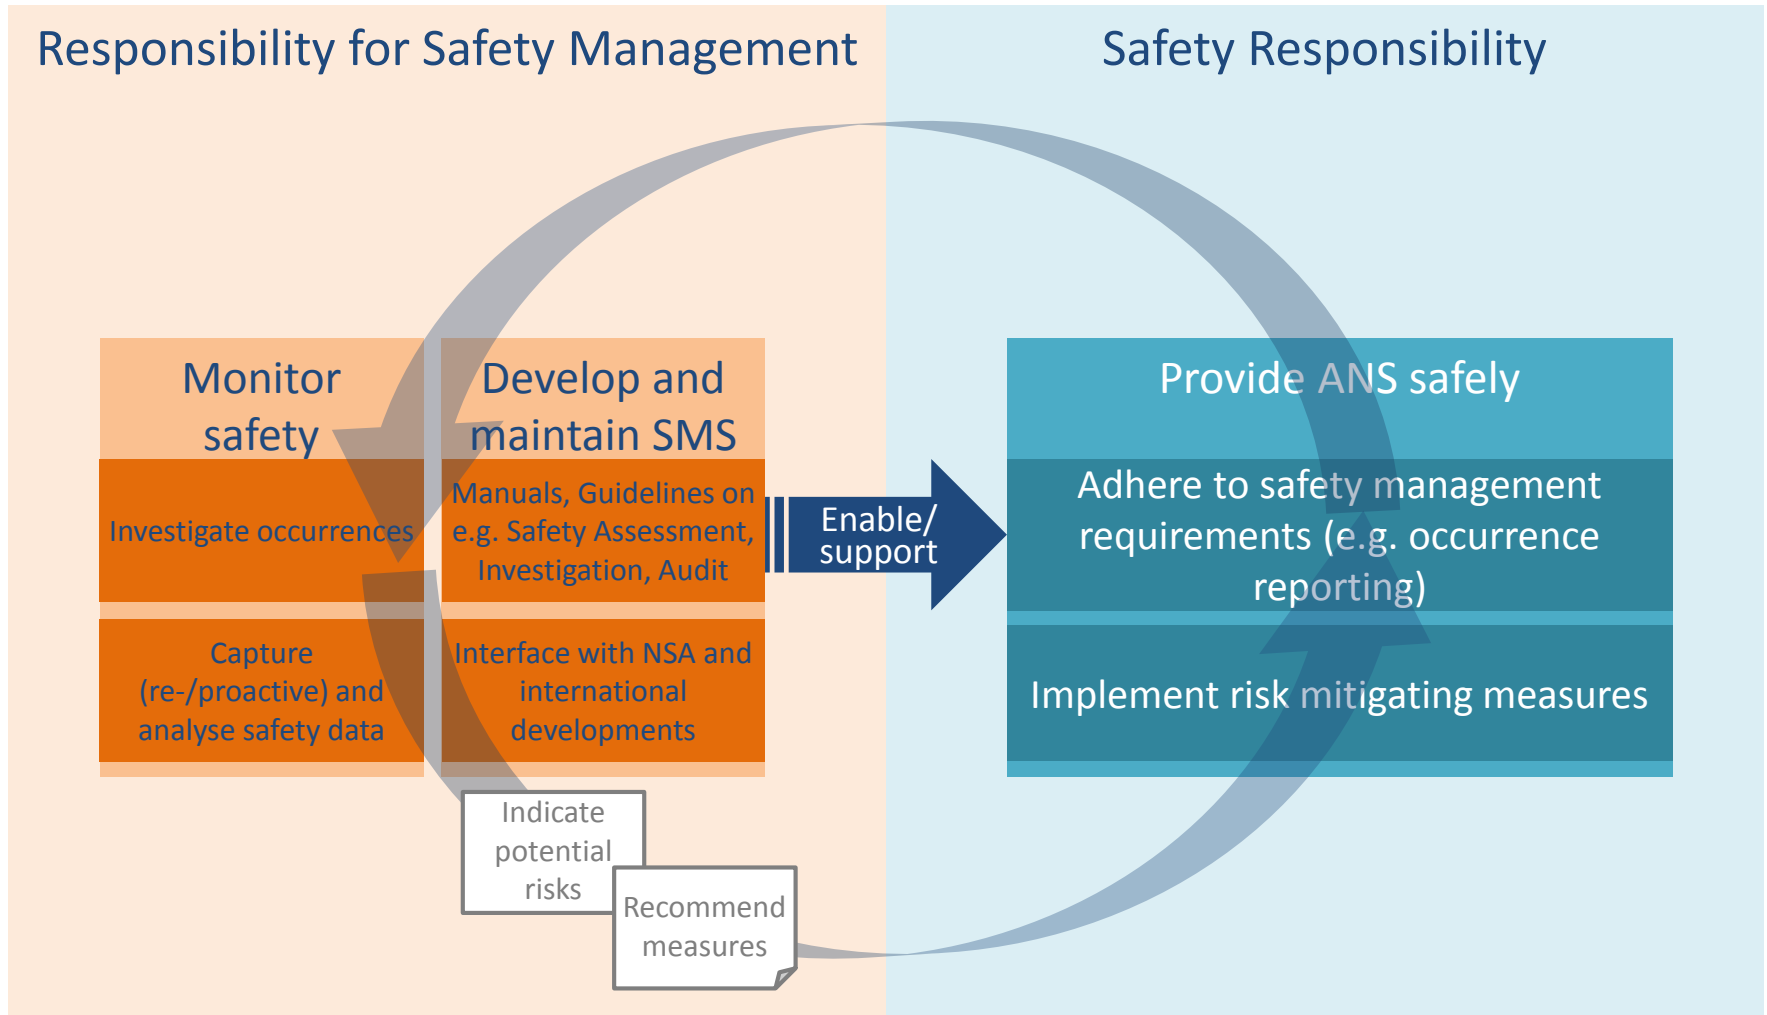 Responsibility for Safety Management
Safety Responsibility
Monitor
safety
Investigate occurrences
Capture
(re-/proactive) and
analyse safety data
Develop and
maintain SMS
Manuals, Guidelines on
e.g. Safety Assessment,
Investigation, Audit
Interface with NSA and
international
developments
Enable/
support
Provide ANS safely
Adhere to safety management
requirements (e.g. occurrence
reporting)
Implement risk mitigating measures
Indicate
potential
risks
Recommend
measures